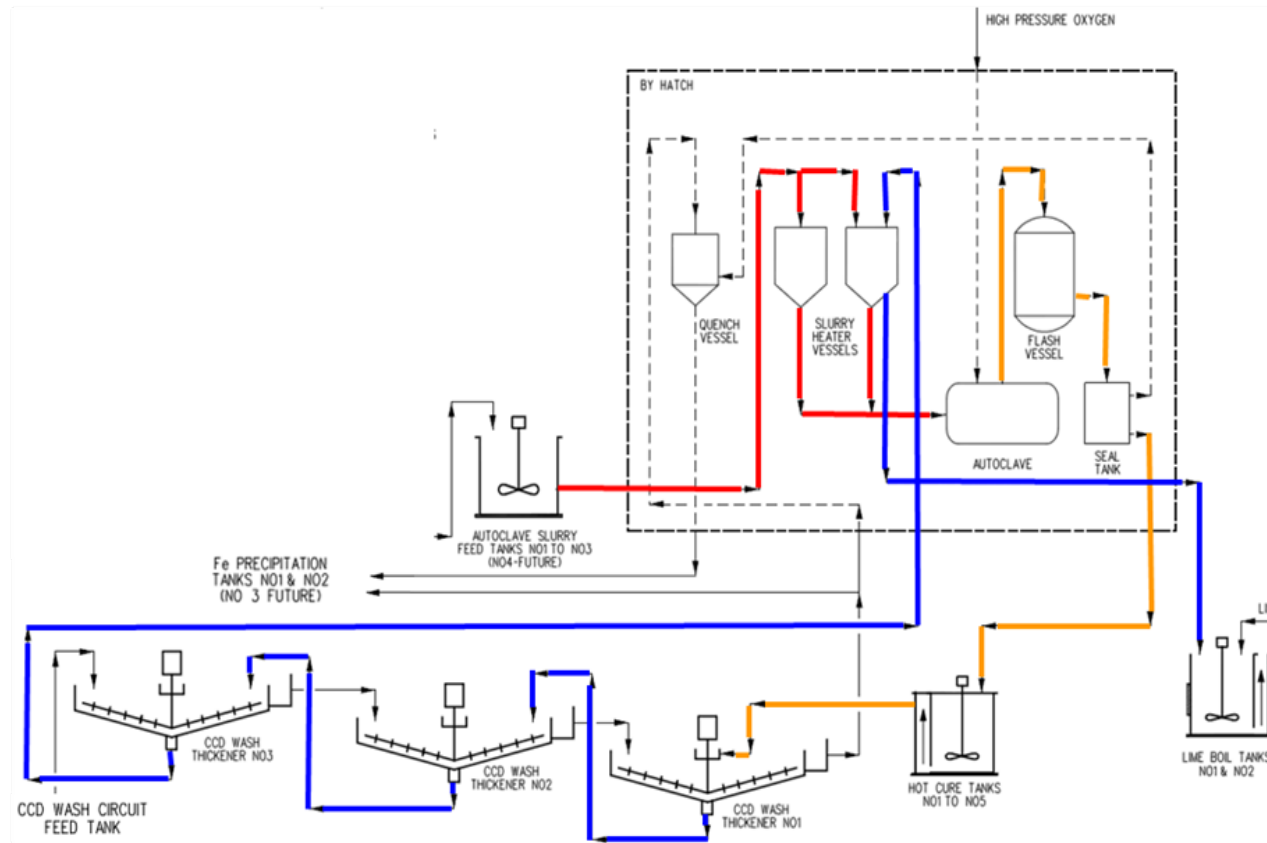 HIGH PRESSURE OXYGEN
BY HATCH
QUENCH
VESSEL
SLURRY
HEATER
VESSELS
FLASH
VESSEL
AUTOCLAVE
SEAL
TANK
AUTOCLAVE SLURRY
FEED TANKS NO1 TO NO3
(NO4-FUTURE)
Fe PRECIPITATION
TANKS NO1 & NO2
(NO 3 FUTURE)
LI
CCD WASH
THICKENER NO3
CCD WASH
THICKENER NO2
CCD WASH
THICKENER NO1
HOT CURE TANKS
NO1 TO NO5
LIME BOIL TANKS
NO1 & NO2
CCD WASH CIRCUIT
FEED TANK